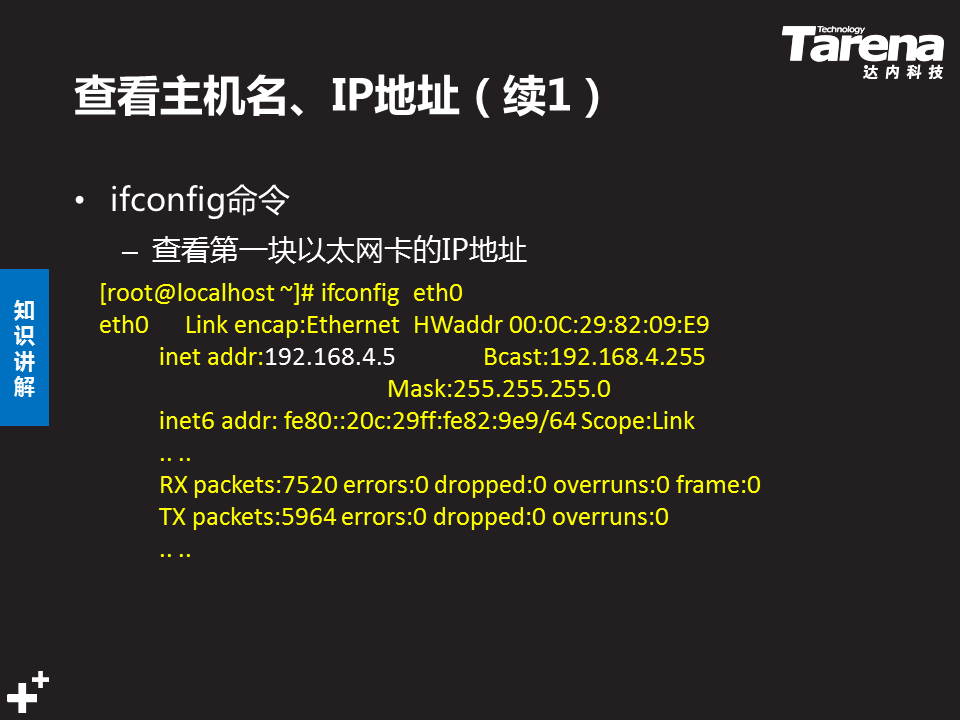 Technology
Tarena
达内科技
查看主机名、IP地址（续1）
• ifconfig命令
– 查看第一块以太网卡的IP地址
[root@localhost ~]# ifconfig eth0
eth0 Link encap:Ethernet HWaddr 00:0C:29:82:09:E9
inet addr:192.168.4.5 Bcast:192.168.4.255
Mask:255.255.255.0
inet6 addr: fe80::20c:29ff:fe82:9e9/64 Scope:Link
.. ..
RX packets:7520 errors:0 dropped:0 overruns:0 frame:0
TX packets:5964 errors:0 dropped:0 overruns:0
.. ..
知识讲解